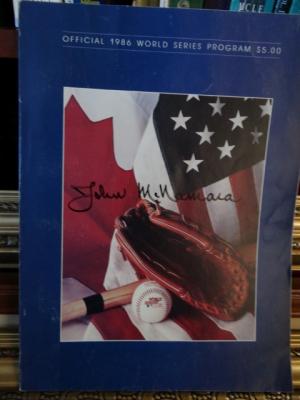 OFFICIAL 1986 WORLD SERIES PROGRAM $5.00
John McNamara